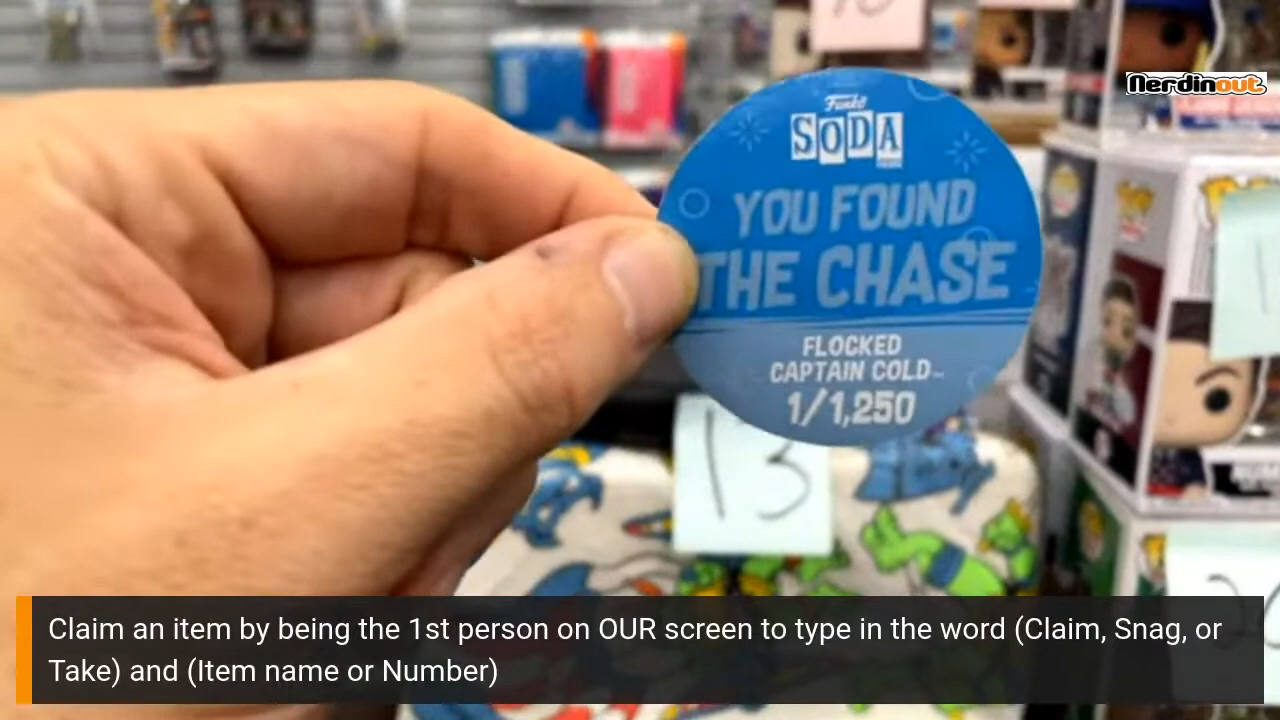 Nerdinout
Funko
SODA
YOU FOUND
THE CHASE
FLOCKED
CAPTAIN COLD™
1/1,250
13
Claim an item by being the 1st person on OUR screen to type in the word (Claim, Snag, or
Take) and (Item name or Number)